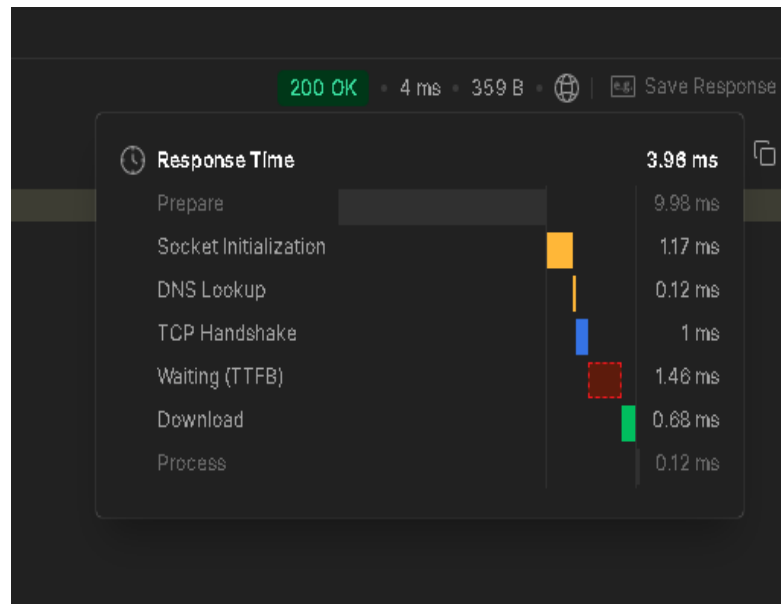 200 OK • 4 ms • 359 B • e.g. Save Response
Response Time 3.96 ms
Prepare 9.98 ms
Socket Initialization 1.17 ms
DNS Lookup 0.12 ms
TCP Handshake 1 ms
Waiting (TTFB) 1.46 ms
Download 0.68 ms
Process 0.12 ms